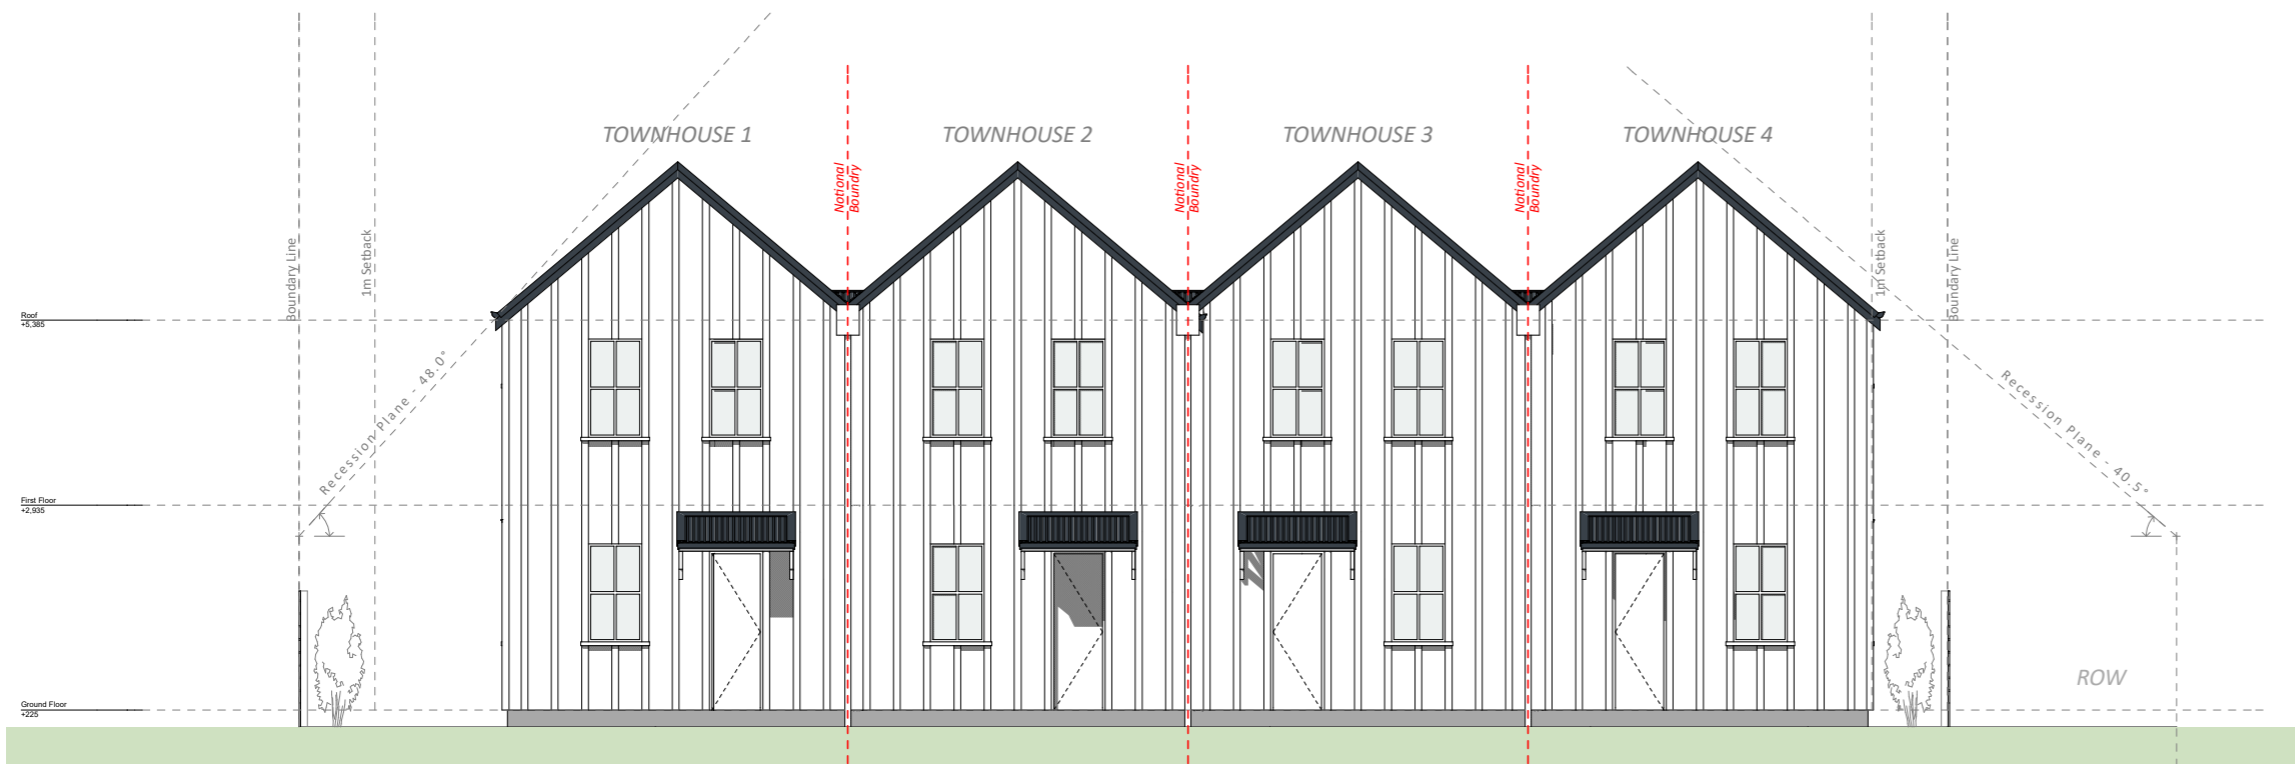 TOWNHOUSE 1
TOWNHOUSE 2
TOWNHOUSE 3
TOWNHOUSE 4
Notional
Boundry
Notional
Boundry
Notional
Boundry
Boundary Line
1m Setback
1m Setback
Boundary Line
Roof
+5,385
Recession Plane - 48.0°
Recession Plane - 40.5°
First Floor
+2,935
ROW
Ground Floor
+225